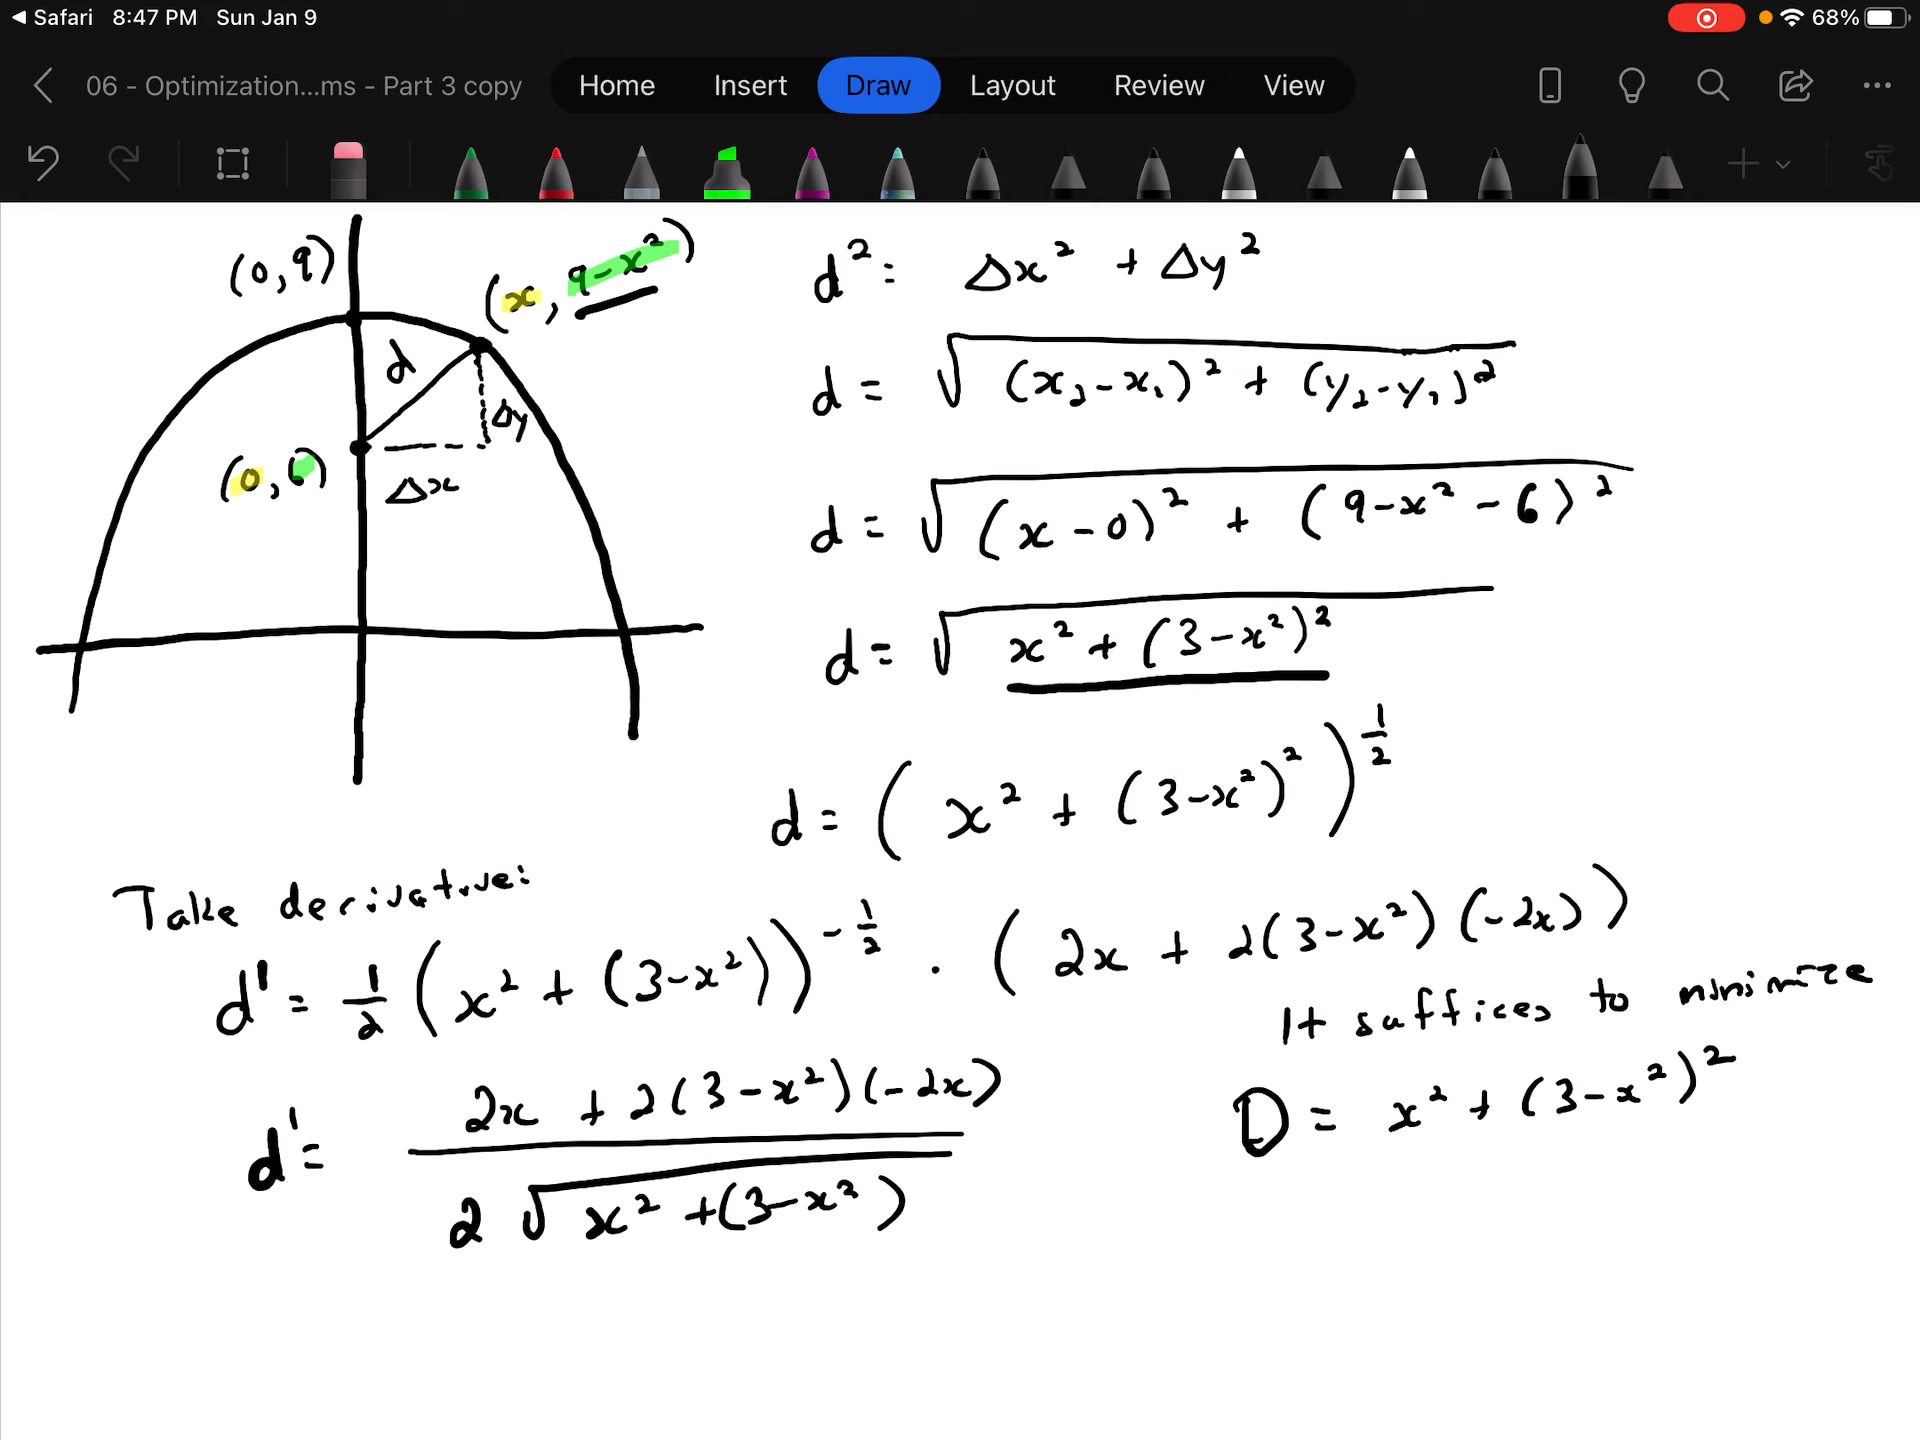 Safari 8:47 PM Sun Jan 9 68%
06 - Optimization...ms - Part 3 copy Home Insert Draw Layout Review View
(0, 9)
(x, 9-x²)
d
Δy
(0, 6)
Δx
d² = Δx² + Δy²
d = √((x₂-x₁)² + (y₂-y₁)²)
d = √((x-0)² + (9-x²-6)²)
d = √(x² + (3-x²)²)
d = (x² + (3-x²)²)^(1/2)
Take derivative:
d' = 1/2 (x² + (3-x²))^(-1/2) · (2x + 2(3-x²)(-2x))
d' = (2x + 2(3-x²)(-2x)) / (2√(x² + (3-x²)))
It suffices to minimize
D = x² + (3-x²)²